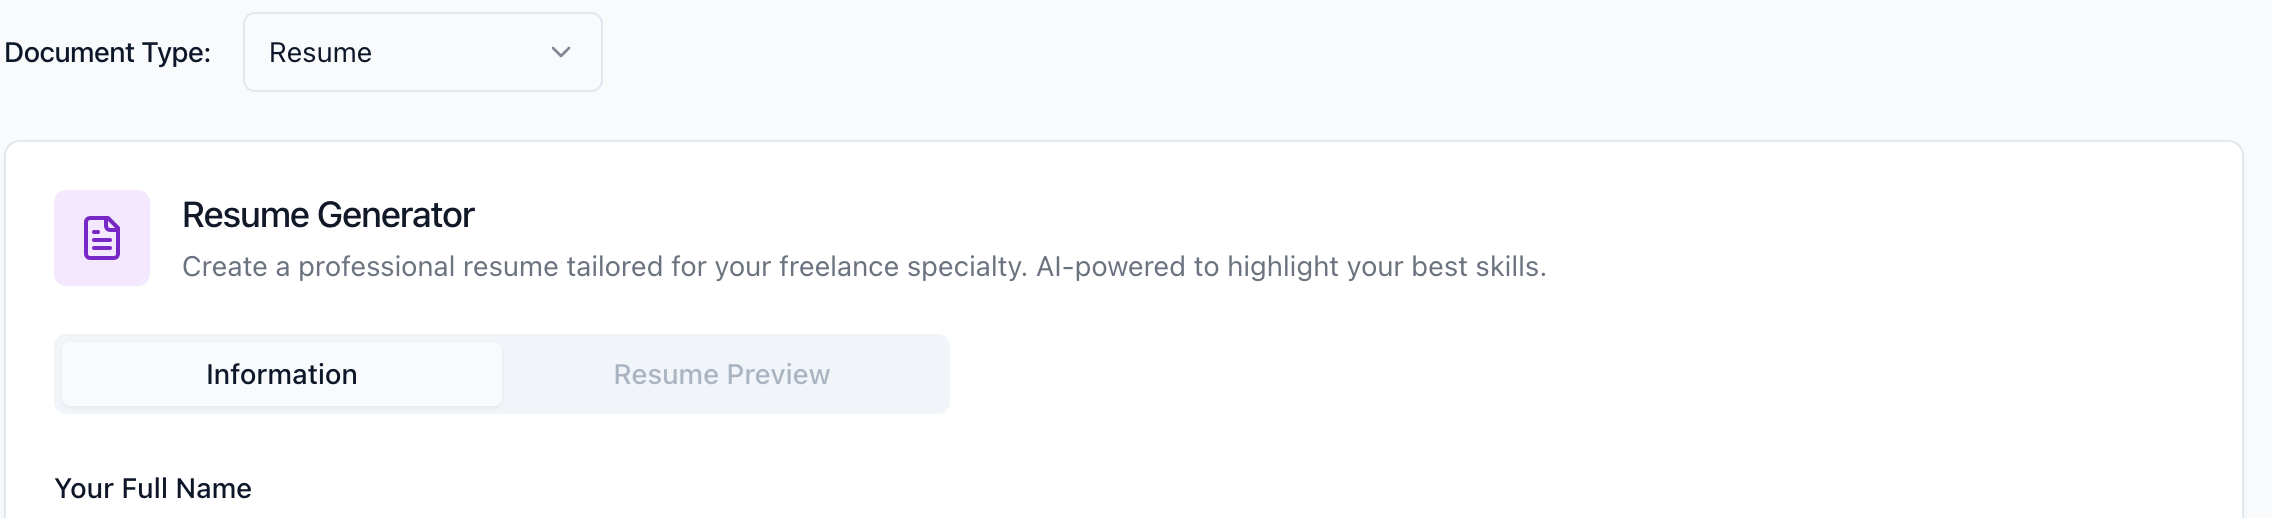 Document Type:
Resume
Resume Generator
Create a professional resume tailored for your freelance specialty. AI-powered to highlight your best skills.
Information
Resume Preview
Your Full Name